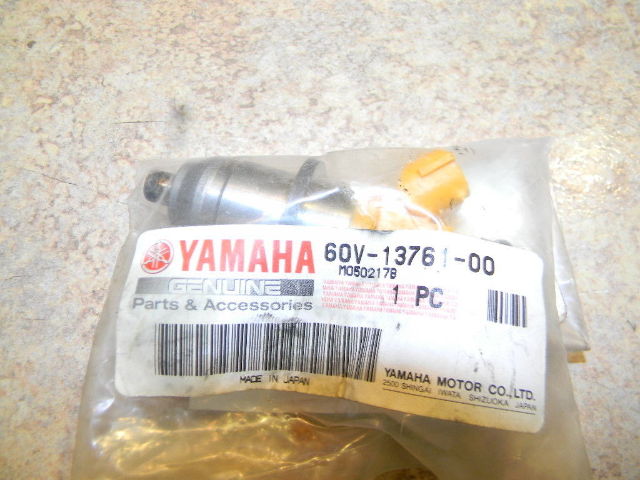 YAMAHA 60V-13761-00
M050217B
GENUINE
Parts & Accessories
1 PC
MADE IN JAPAN
YAMAHA MOTOR CO., LTD.
2500 SHINGAI IWATA SHIZUOKA JAPAN